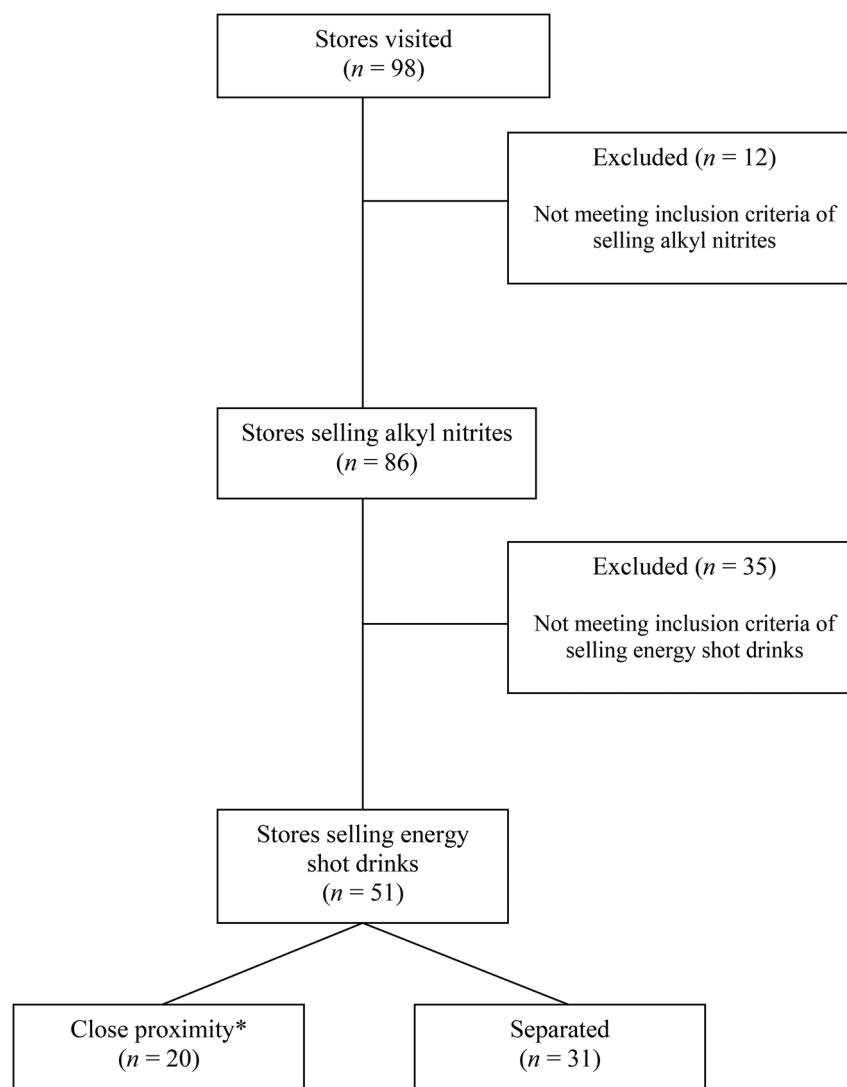 Stores visited
(n = 98)
Excluded (n = 12)
Not meeting inclusion criteria of
selling alkyl nitrites
Stores selling alkyl nitrites
(n = 86)
Excluded (n = 35)
Not meeting inclusion criteria of
selling energy shot drinks
Stores selling energy
shot drinks
(n = 51)
Close proximity*
(n = 20)
Separated
(n = 31)